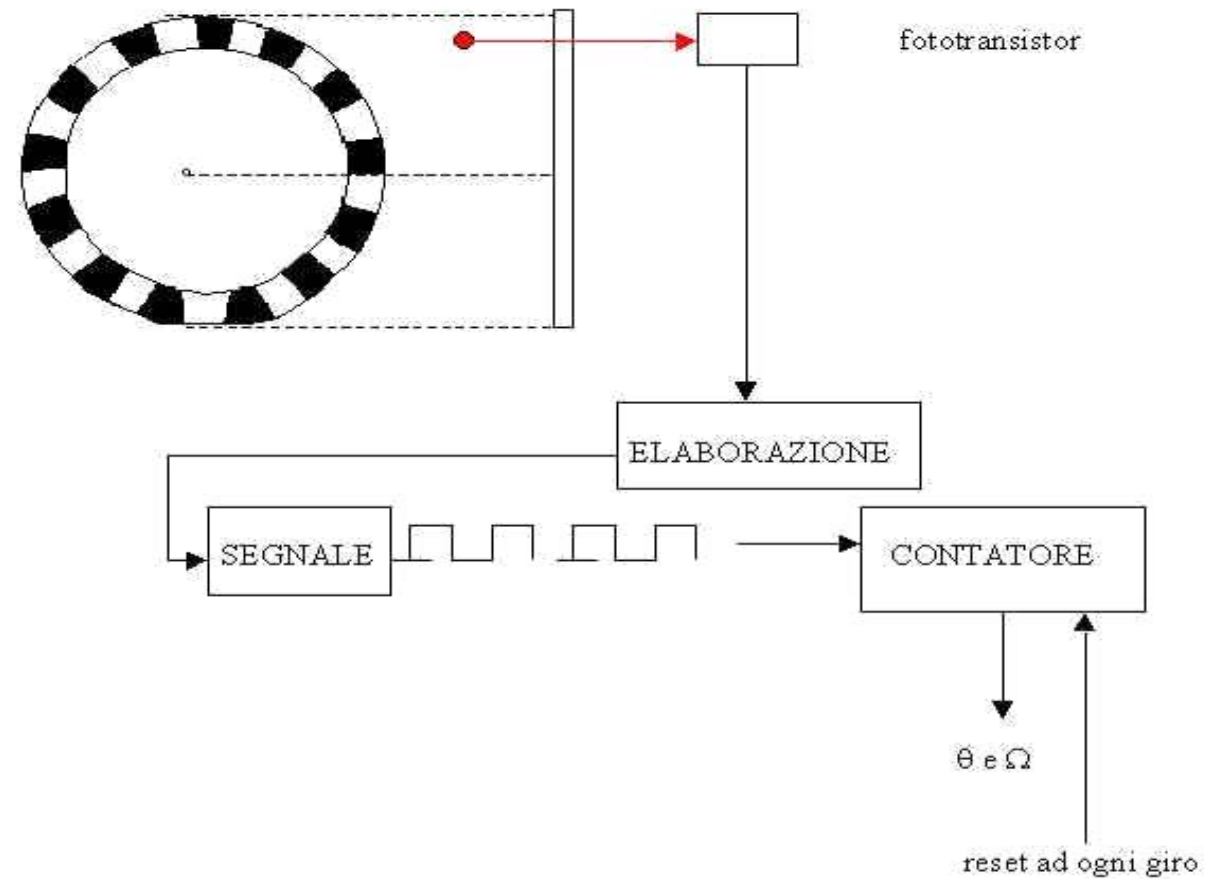 fototransistor
ELABORAZIONE
SEGNALE
CONTATORE
θ e Ω
reset ad ogni giro